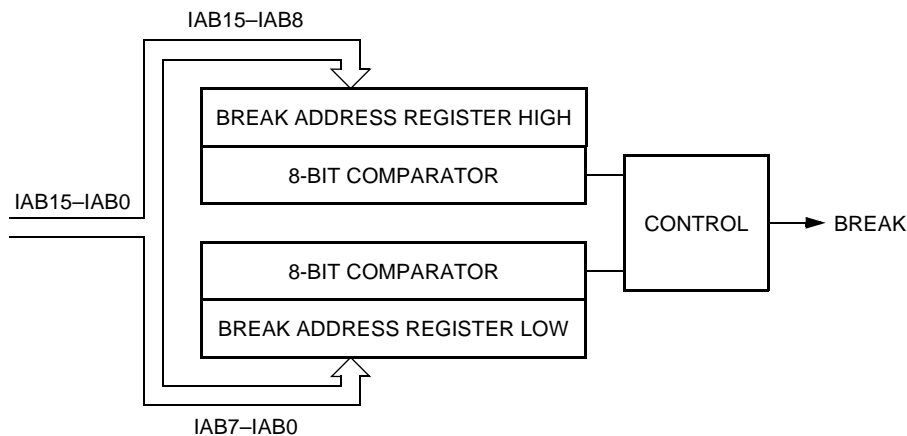 IAB15–IAB8
BREAK ADDRESS REGISTER HIGH
8-BIT COMPARATOR
IAB15–IAB0
CONTROL
BREAK
8-BIT COMPARATOR
BREAK ADDRESS REGISTER LOW
IAB7–IAB0